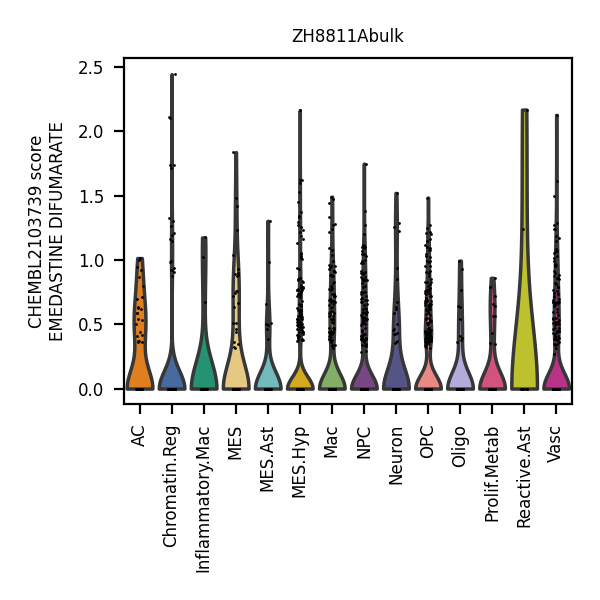 ZH8811Abulk
CHEMBL2103739 score
EMEDASTINE DIFUMARATE
2.5
2.0
1.5
1.0
0.5
0.0
AC
Chromatin.Reg
Inflammatory.Mac
MES
MES.Ast
MES.Hyp
Mac
NPC
Neuron
OPC
Oligo
Prolif.Metab
Reactive.Ast
Vasc